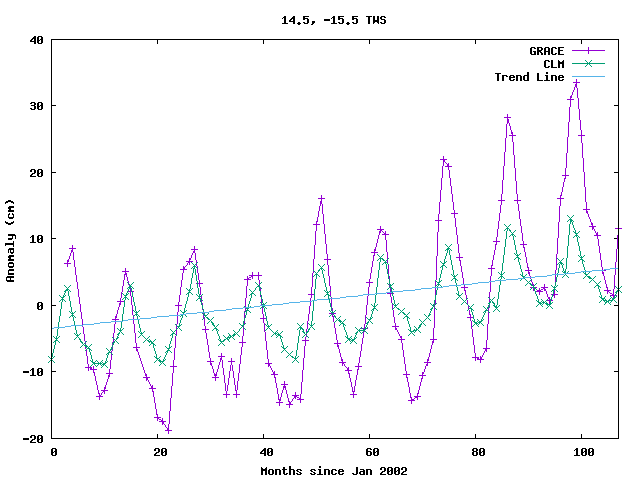 14.5, -15.5 TWS
GRACE
CLM
Trend Line
40
30
20
10
0
-10
-20
Anomaly (cm)
0 20 40 60 80 100
Months since Jan 2002